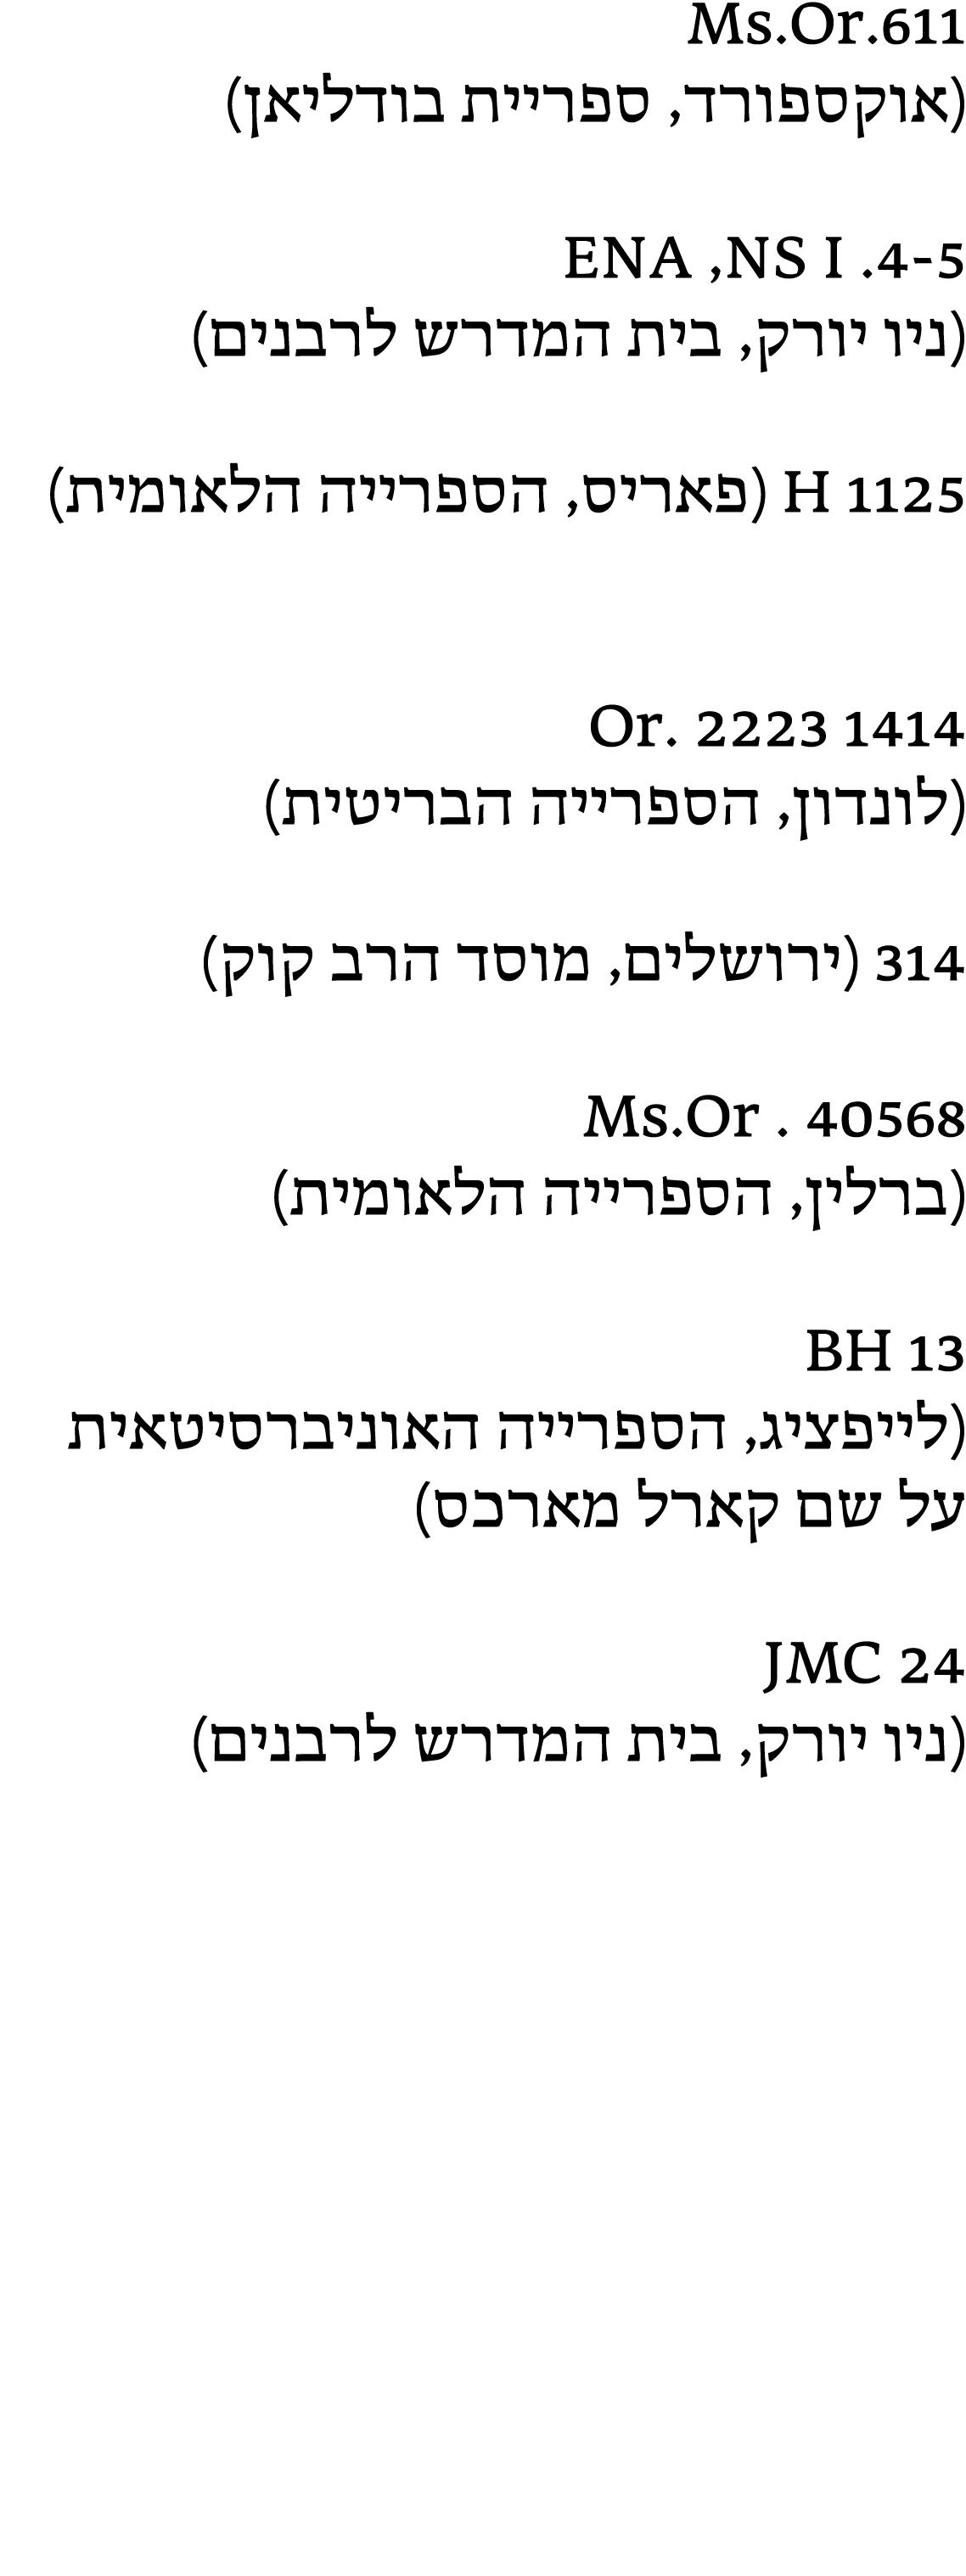 Ms.Or.611
(אוקספורד, ספריית בודליאן)
ENA ,NS I .4-5
(ניו יורק, בית המדרש לרבנים)
H 1125 (פאריס, הספרייה הלאומית)
Or. 2223 1414
(לונדון, הספרייה הבריטית)
314 (ירושלים, מוסד הרב קוק)
Ms.Or . 40568
(ברלין, הספרייה הלאומית)
BH 13
(לייפציג, הספרייה האוניברסיטאית
על שם קארל מארכס)
JMC 24
(ניו יורק, בית המדרש לרבנים)